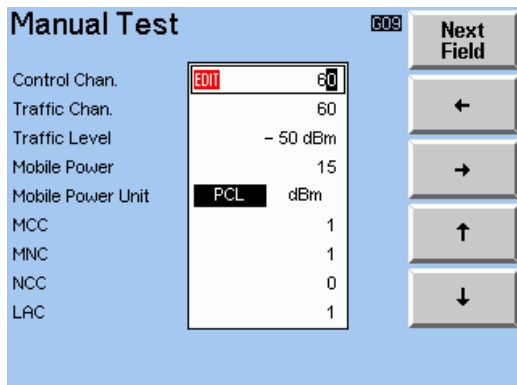 Manual Test G09
Next Field
Control Chan. EDIT 60
Traffic Chan. 60
Traffic Level – 50 dBm
Mobile Power 15
Mobile Power Unit PCL dBm
MCC 1
MNC 1
NCC 0
LAC 1